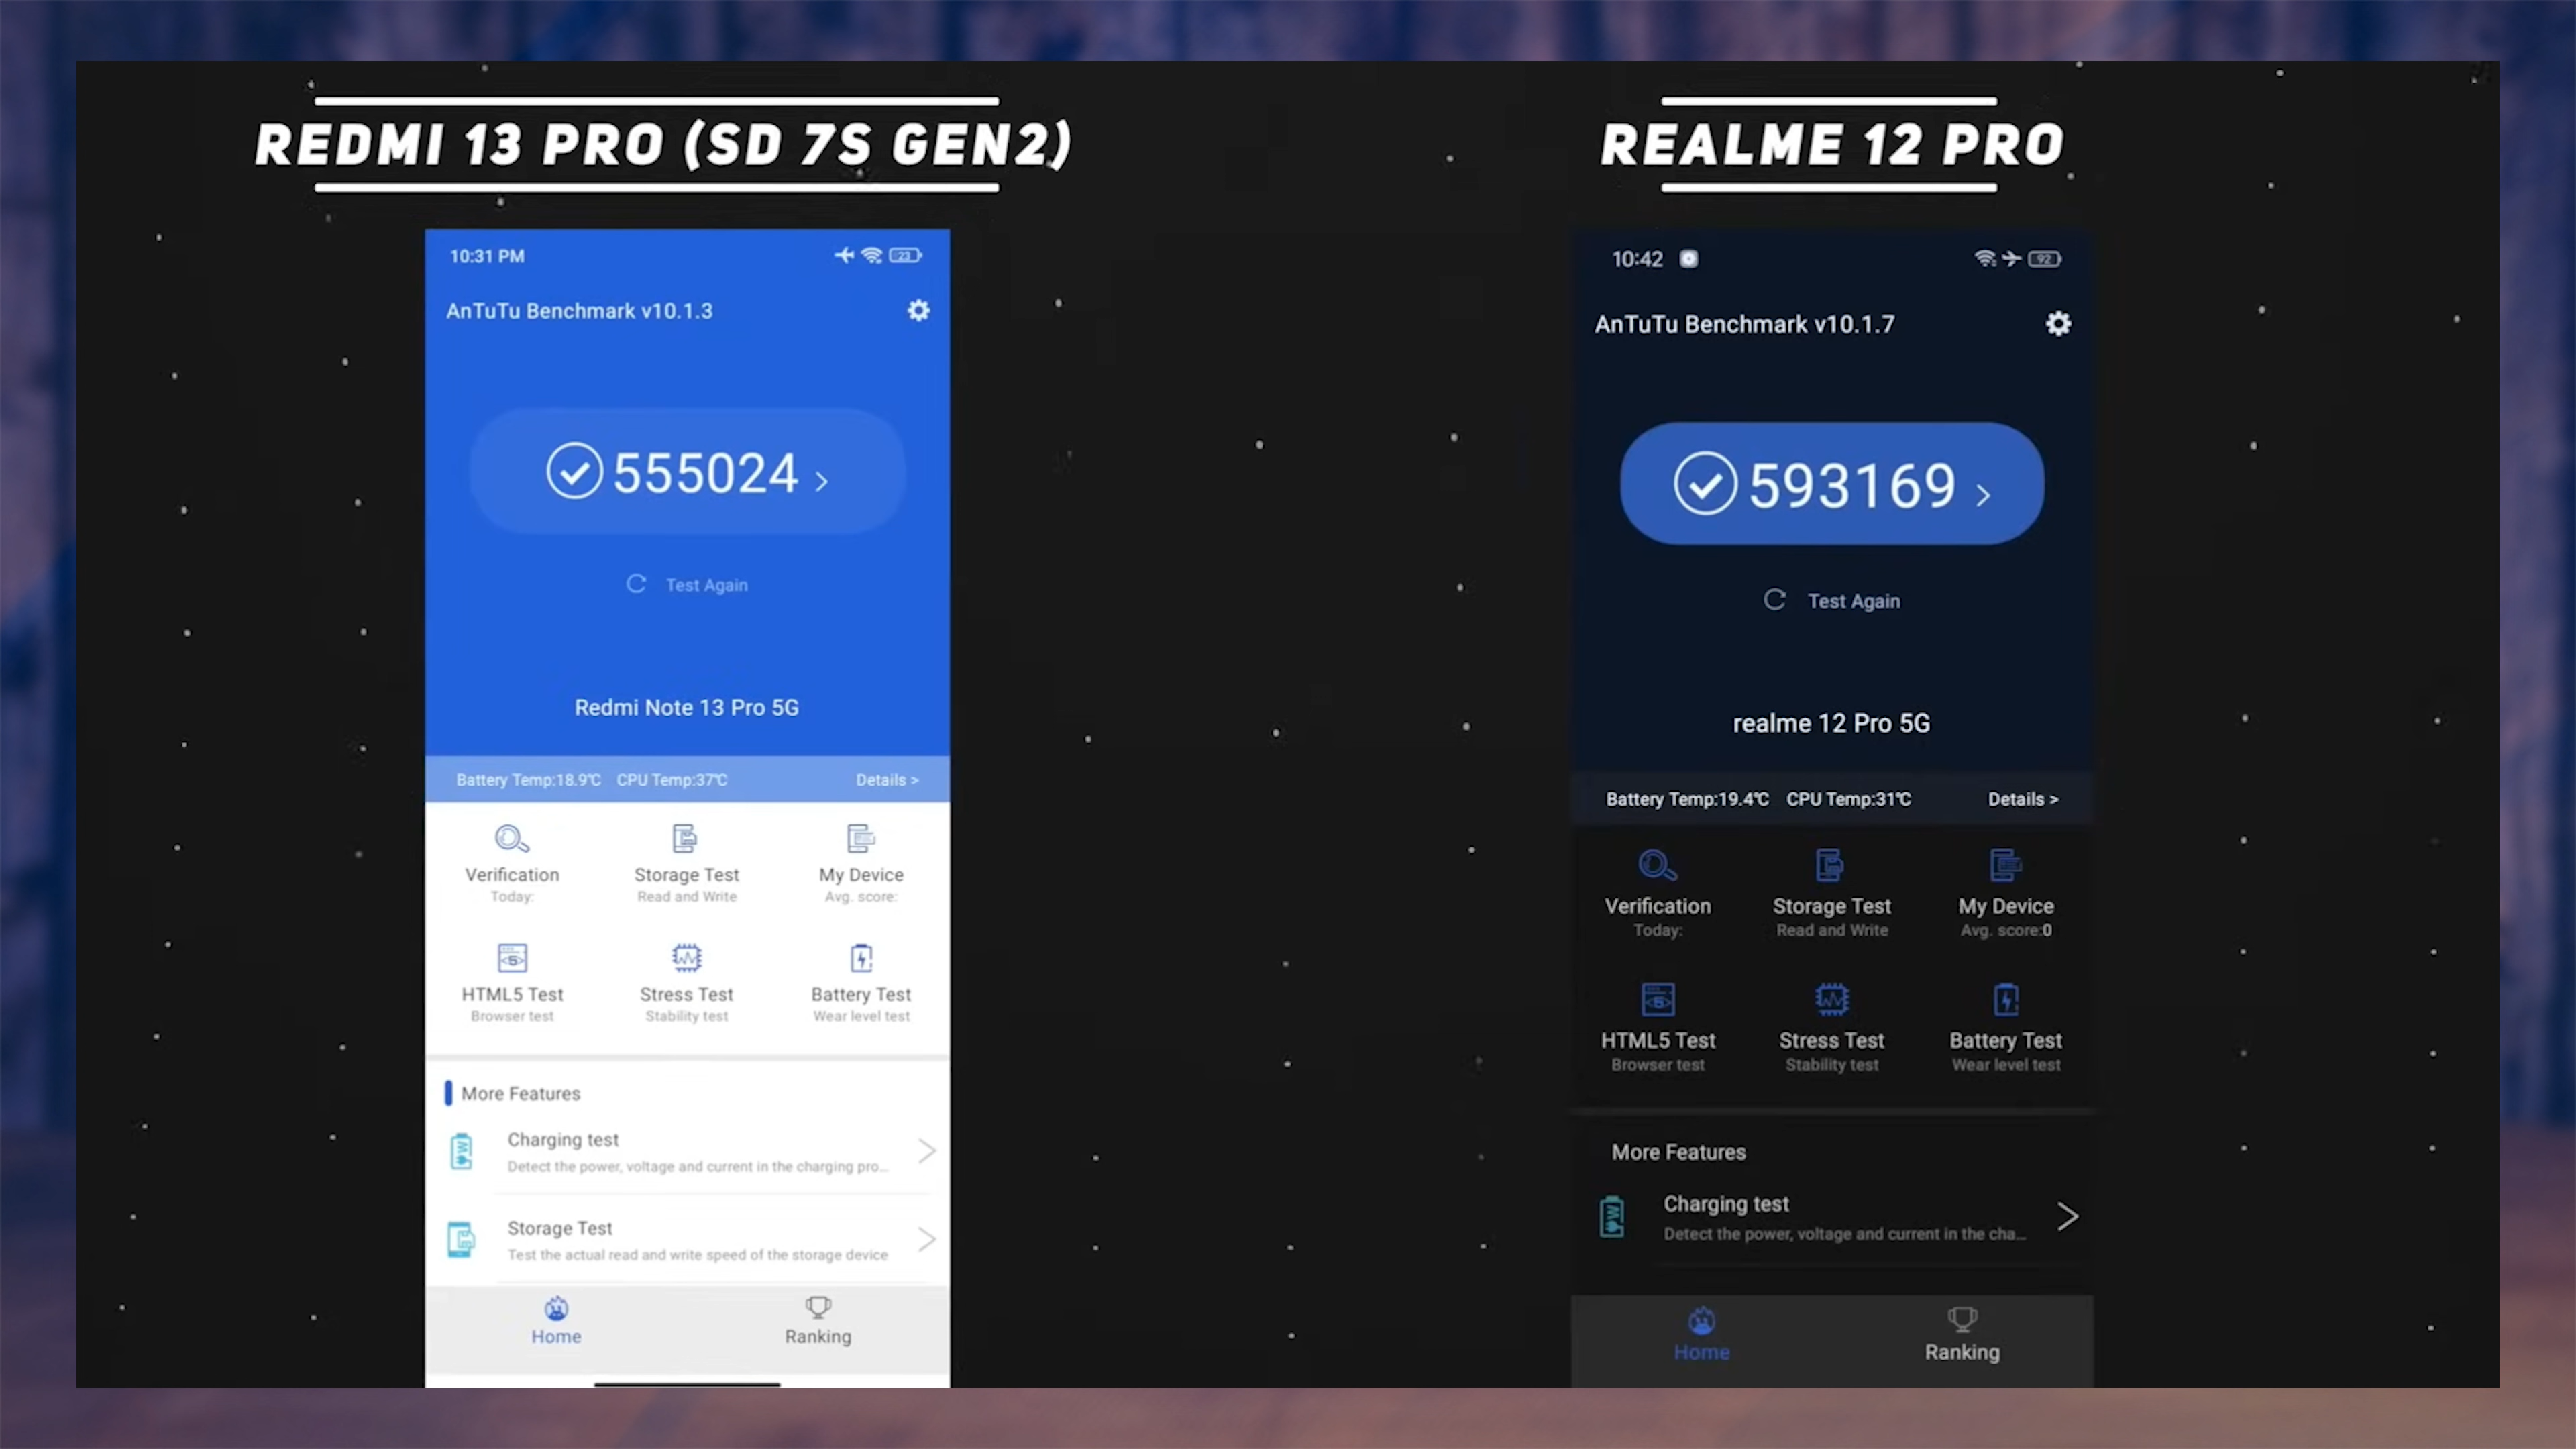 REDMI 13 PRO (SD 7S GEN2)
10:31 PM
23
AnTuTu Benchmark v10.1.3
555024
Test Again
Redmi Note 13 Pro 5G
Battery Temp:18.9℃ CPU Temp:37℃ Details >
Verification Storage Test My Device
Today: Read and Write Avg. score:
HTML5 Test Stress Test Battery Test
Browser test Stability test Wear level test
More Features
Charging test
Detect the power, voltage and current in the charging pro...
Storage Test
Test the actual read and write speed of the storage device
Home Ranking
REALME 12 PRO
10:42
92
AnTuTu Benchmark v10.1.7
593169
Test Again
realme 12 Pro 5G
Battery Temp:19.4℃ CPU Temp:31℃ Details >
Verification Storage Test My Device
Today: Read and Write Avg. score:0
HTML5 Test Stress Test Battery Test
Browser test Stability test Wear level test
More Features
Charging test
Detect the power, voltage and current in the cha...
Home Ranking